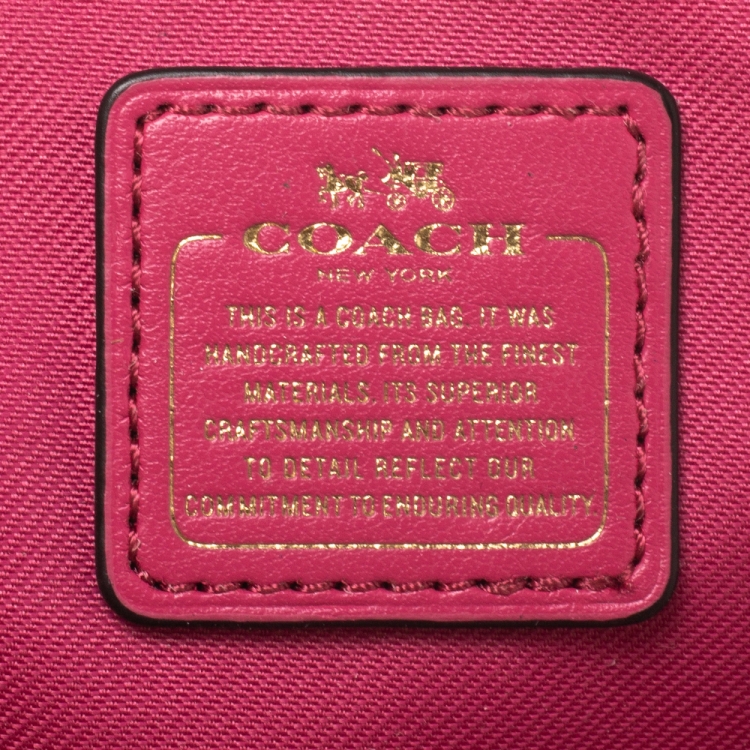 COACH
NEW YORK
THIS IS A COACH BAG. IT WAS
HANDCRAFTED FROM THE FINEST
MATERIALS. ITS SUPERIOR
CRAFTSMANSHIP AND ATTENTION
TO DETAIL REFLECT OUR
COMMITMENT TO ENDURING QUALITY.